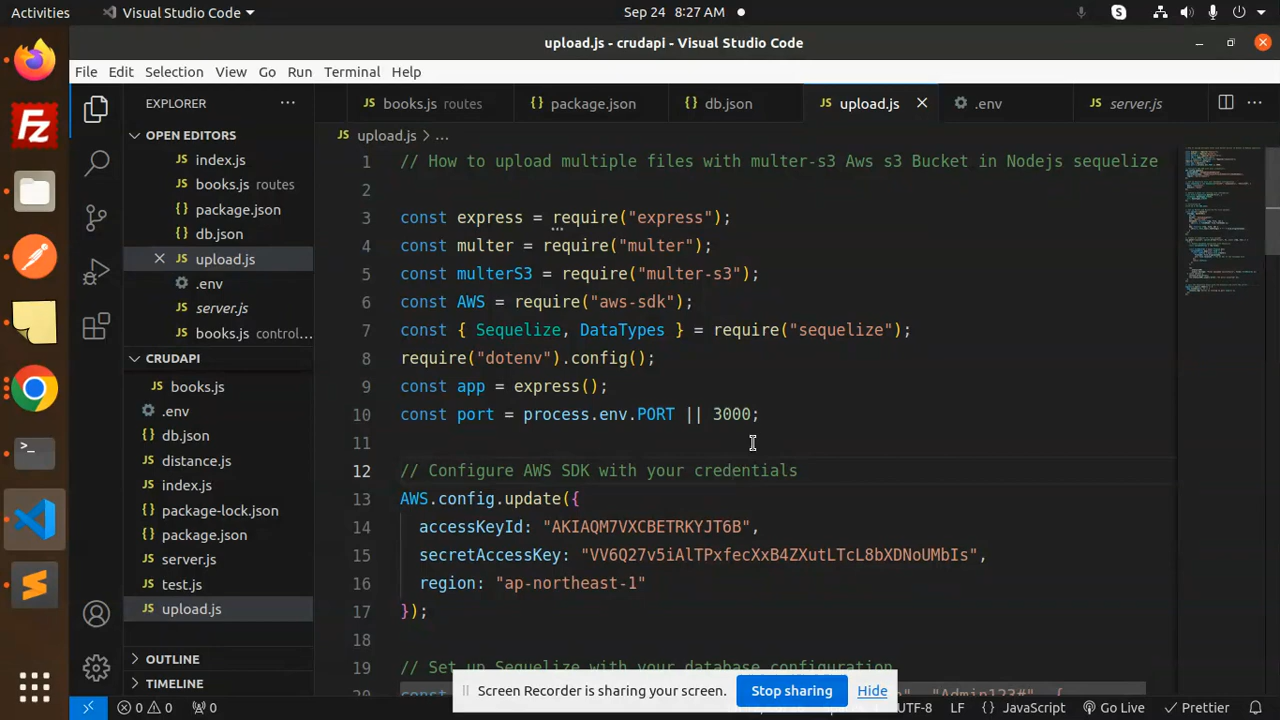 Activities
Visual Studio Code
Sep 24 8:27 AM
upload.js - crudapi - Visual Studio Code
File Edit Selection View Go Run Terminal Help
EXPLORER
books.js routes
package.json
db.json
upload.js
.env
server.js
OPEN EDITORS
index.js
books.js routes
package.json
db.json
upload.js
.env
server.js
books.js control...
CRUDAPI
books.js
.env
db.json
distance.js
index.js
package-lock.json
package.json
server.js
test.js
upload.js
OUTLINE
TIMELINE
upload.js > ...
1 // How to upload multiple files with multer-s3 Aws s3 Bucket in Nodejs sequelize
2
3 const express = require("express");
4 const multer = require("multer");
5 const multerS3 = require("multer-s3");
6 const AWS = require("aws-sdk");
7 const { Sequelize, DataTypes } = require("sequelize");
8 require("dotenv").config();
9 const app = express();
10 const port = process.env.PORT || 3000;
11
12 // Configure AWS SDK with your credentials
13 AWS.config.update({
14 accessKeyId: "AKIAQM7VXCBETRKYJT6B",
15 secretAccessKey: "VV6Q27v5iAlTPxfecXxB4ZXutLTcL8bXDNoUMbIs",
16 region: "ap-northeast-1"
17 });
18
19 // Set up Sequelize with your database configuration
20 const "Admin123#", {
Screen Recorder is sharing your screen. Stop sharing Hide
0 0 0 UTF-8 LF JavaScript Go Live Prettier